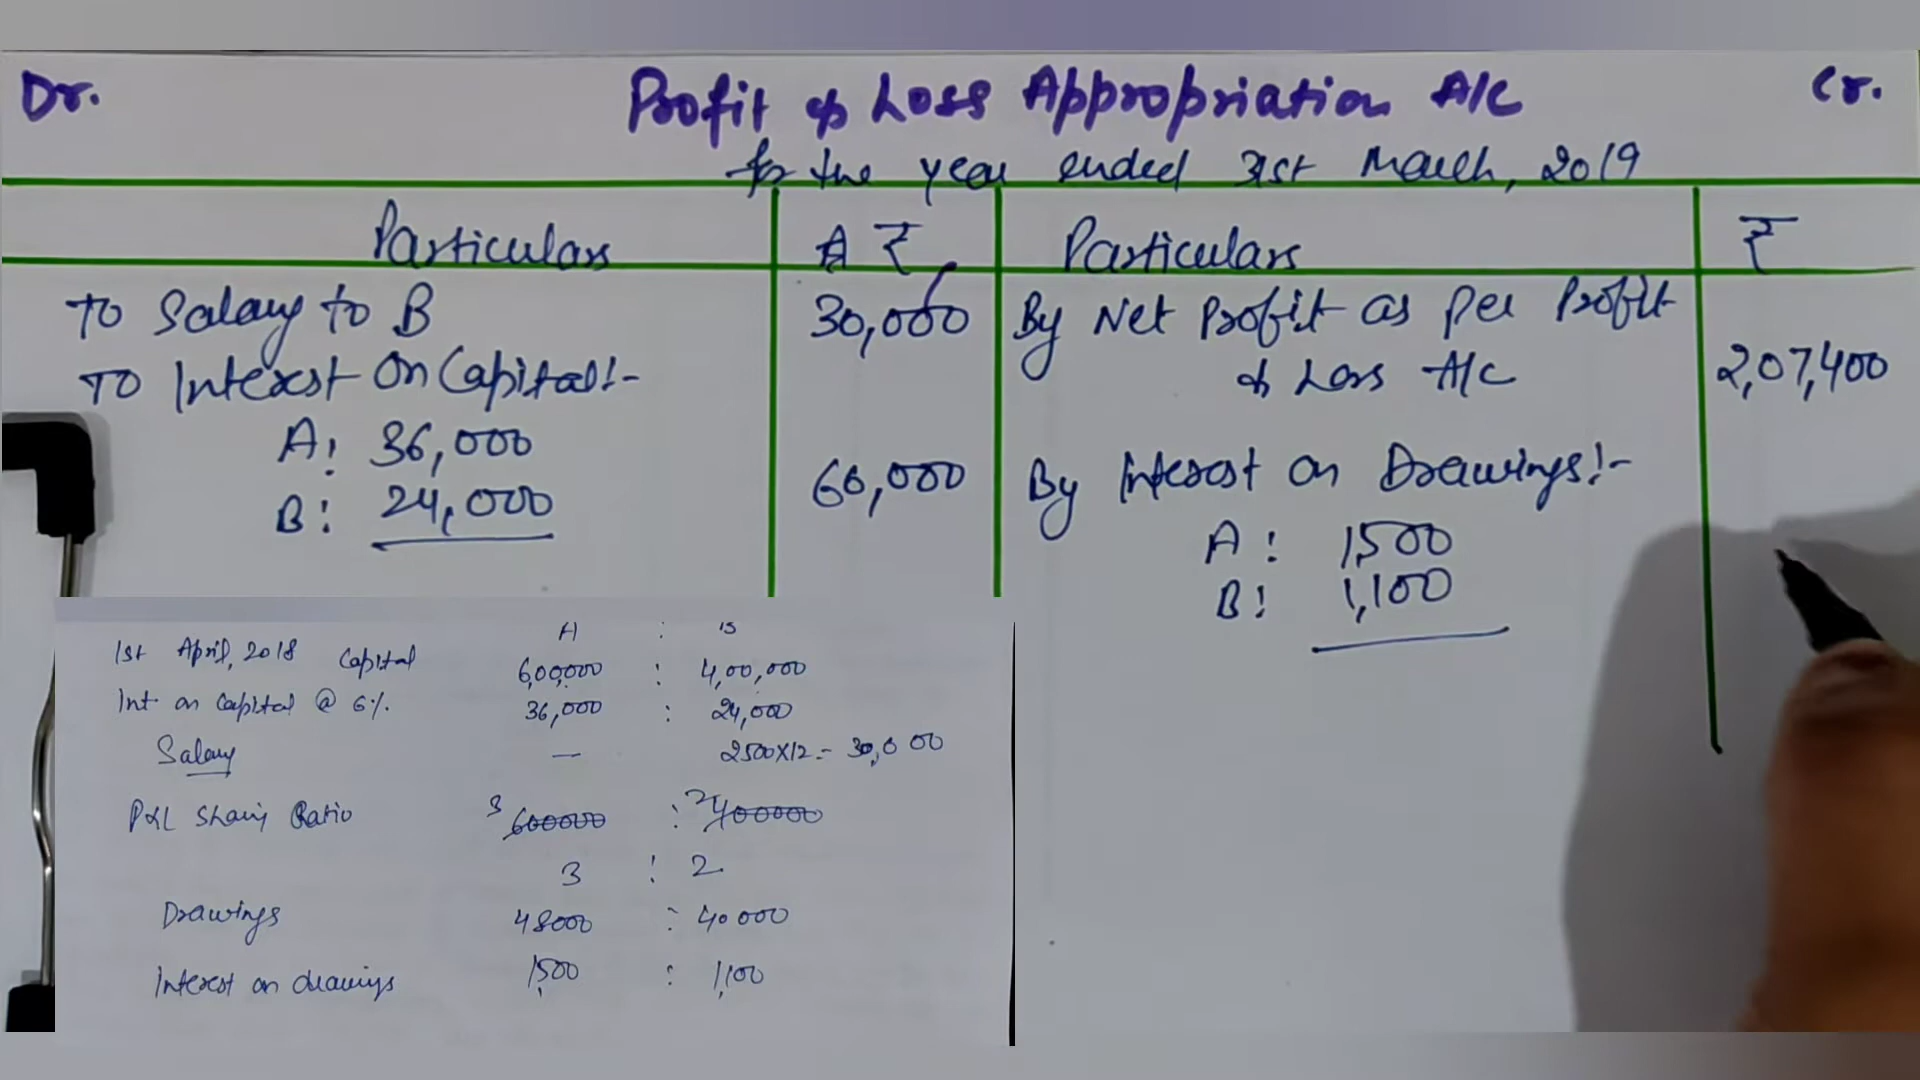 Dr. Profit & Loss Appropriation A/C Cr.
for the year ended 31st March, 2019
Particulars ₹ Particulars ₹
To Salary to B 30,000 By Net Profit as per Profit
& Loss A/C 2,07,400
To Interest On Capital:-
A: 36,000
B: 24,000 60,000
By Interest on Drawings:-
A: 1,500
B: 1,100
A : B
1st April, 2018 Capital 6,00,000 : 4,00,000
Int on Capital @ 6%. 36,000 : 24,000
Salary — 2500X12 = 30,000
P&L Sharing Ratio 3 600000 : 2 400000
3 : 2
Drawings 48000 : 40000
Interest on drawings 1,500 : 1,100